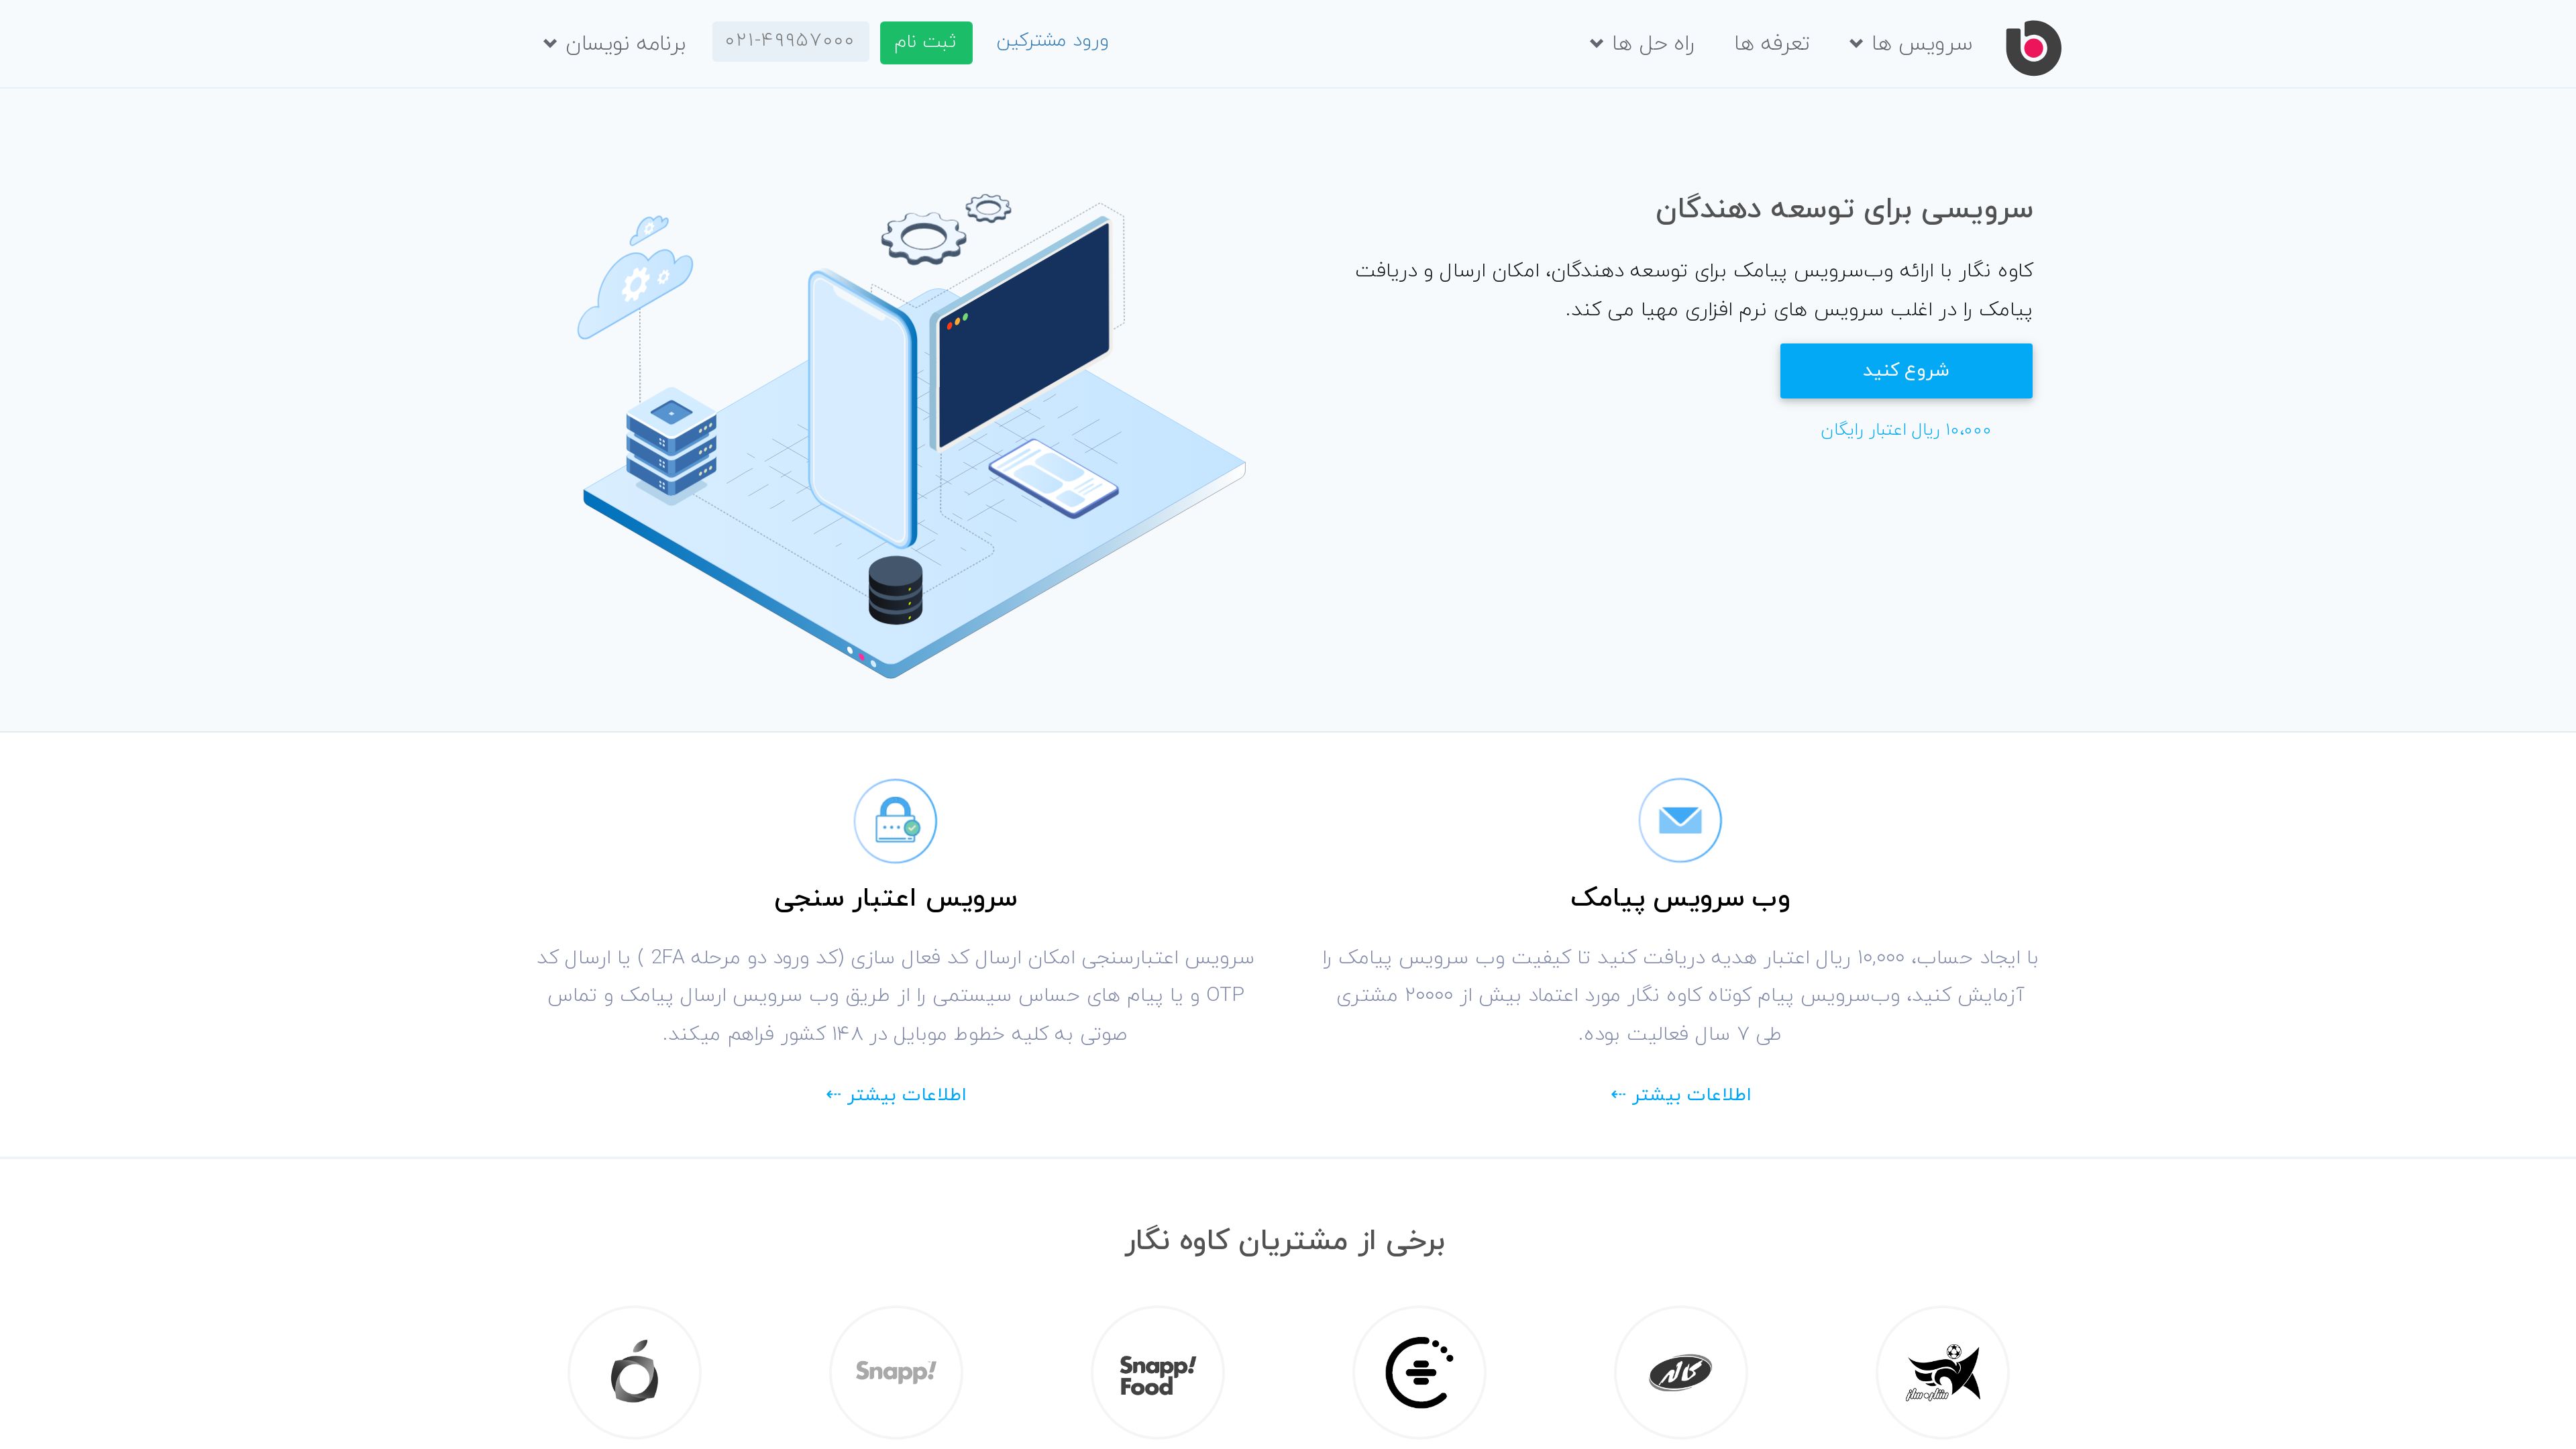 سرویس ها
تعرفه ها
راه حل ها
ورود مشترکین
ثبت نام
۰۲۱-۴۹۹۵۷۰۰۰
برنامه نویسان
سرویسی برای توسعه دهندگان
کاوه نگار با ارائه وب‌سرویس پیامک برای توسعه دهندگان، امکان ارسال و دریافت
پیامک را در اغلب سرویس های نرم افزاری مهیا می کند.
شروع کنید
۱۰،۰۰۰ ریال اعتبار رایگان
وب سرویس پیامک
با ایجاد حساب، ۱۰,۰۰۰ ریال اعتبار هدیه دریافت کنید تا کیفیت وب سرویس پیامک را
آزمایش کنید، وب‌سرویس پیام کوتاه کاوه نگار مورد اعتماد بیش از ۲۰۰۰۰ مشتری
طی ۷ سال فعالیت بوده.
اطلاعات بیشتر ⇠
سرویس اعتبار سنجی
سرویس اعتبارسنجی امکان ارسال کد فعال سازی (کد ورود دو مرحله 2FA ) یا ارسال کد
OTP و یا پیام های حساس سیستمی را از طریق وب سرویس ارسال پیامک و تماس
صوتی به کلیه خطوط موبایل در ۱۴۸ کشور فراهم میکند.
اطلاعات بیشتر ⇠
برخی از مشتریان کاوه نگار
کاله
Snapp!
Food
Snapp!